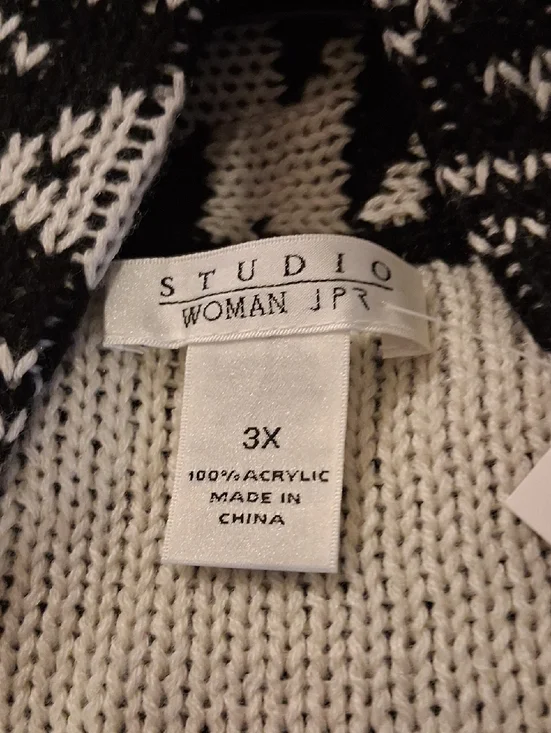 STUDIO
WOMAN JPR
3X
100% ACRYLIC
MADE IN
CHINA